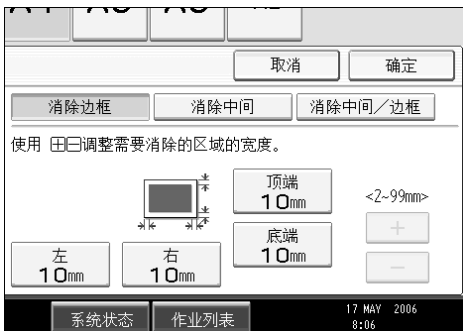 取消
确定
消除边框
消除中间
消除中间／边框
使用 ⊞⊟调整需要消除的区域的宽度。
顶端
10mm
<2~99mm>
底端
10mm
+
－
左
10mm
右
10mm
系统状态
作业列表
17 MAY 2006
8:06